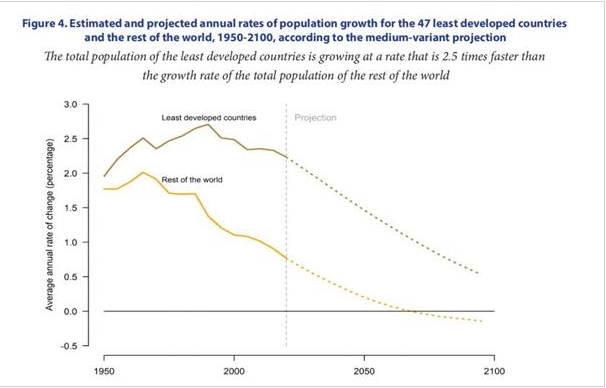 Figure 4. Estimated and projected annual rates of population growth for the 47 least developed countries
and the rest of the world, 1950-2100, according to the medium-variant projection
The total population of the least developed countries is growing at a rate that is 2.5 times faster than
the growth rate of the total population of the rest of the world
Average annual rate of change (percentage)
3.0
2.5
2.0
1.5
1.0
0.5
0.0
-0.5
Least developed countries
Projection
Rest of the world
1950
2000
2050
2100